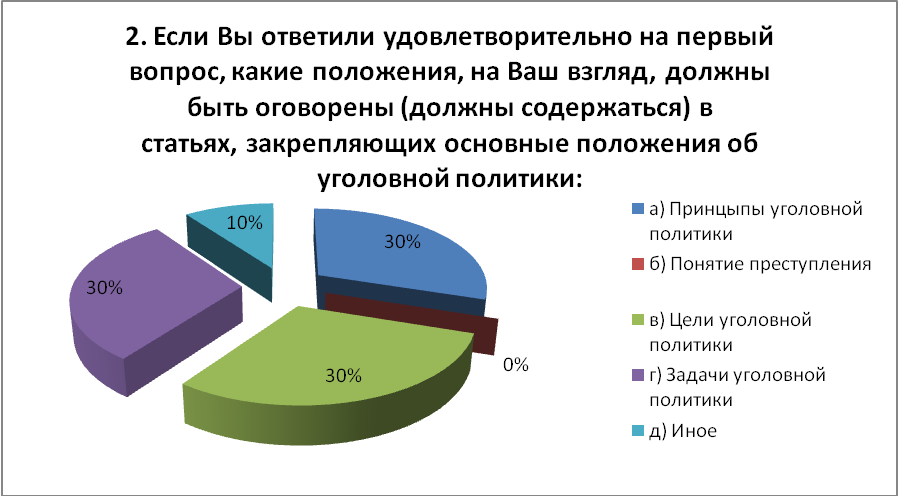 2. Если Вы ответили удовлетворительно на первый
вопрос, какие положения, на Ваш взгляд, должны
быть оговорены (должны содержаться) в
статьях, закрепляющих основные положения об
уголовной политики:
10%
30%
30%
30%
0%
а) Принцыпы уголовной
политики
б) Понятие преступления
в) Цели уголовной
политики
г) Задачи уголовной
политики
д) Иное